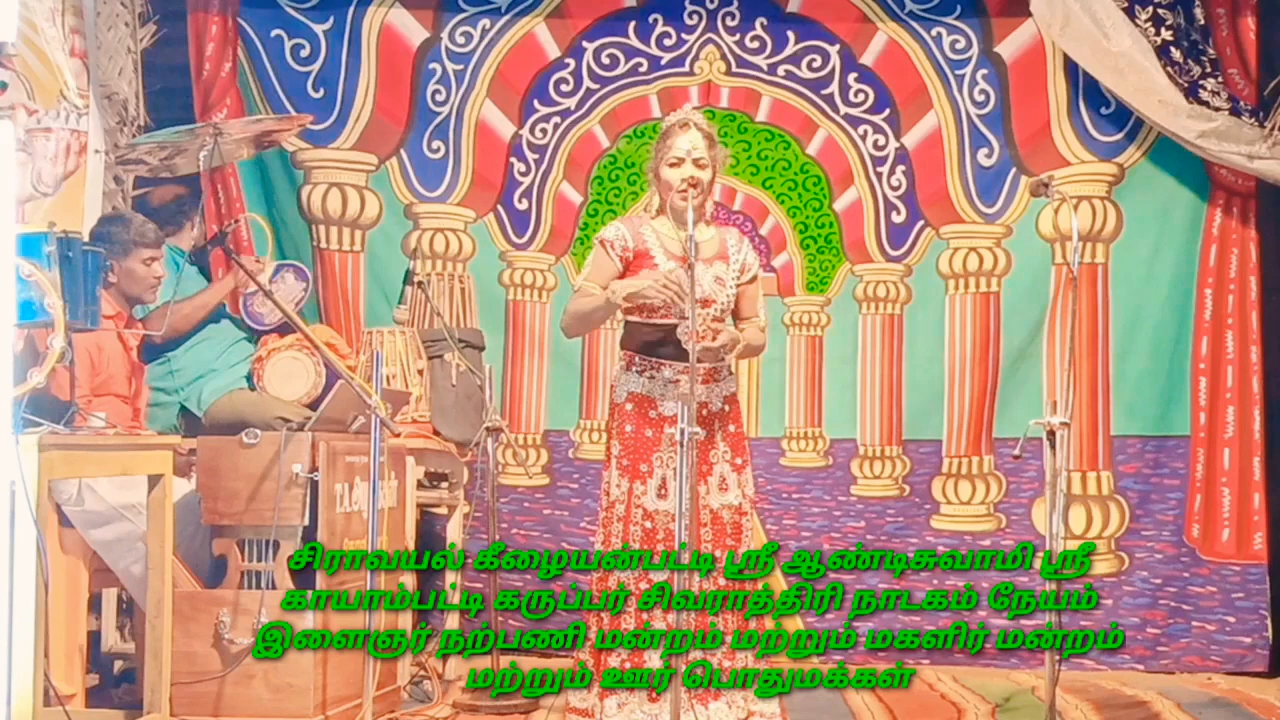 T.A.
சிராவயல் கீழையன்பட்டி ஸ்ரீ ஆண்டிசுவாமி ஸ்ரீ
காயாம்பட்டி கருப்பர் சிவராத்திரி நாடகம் நேயம்
இளைஞர் நற்பணி மன்றம் மற்றும் மகளிர் மன்றம்
மற்றும் ஊர் பொதுமக்கள்